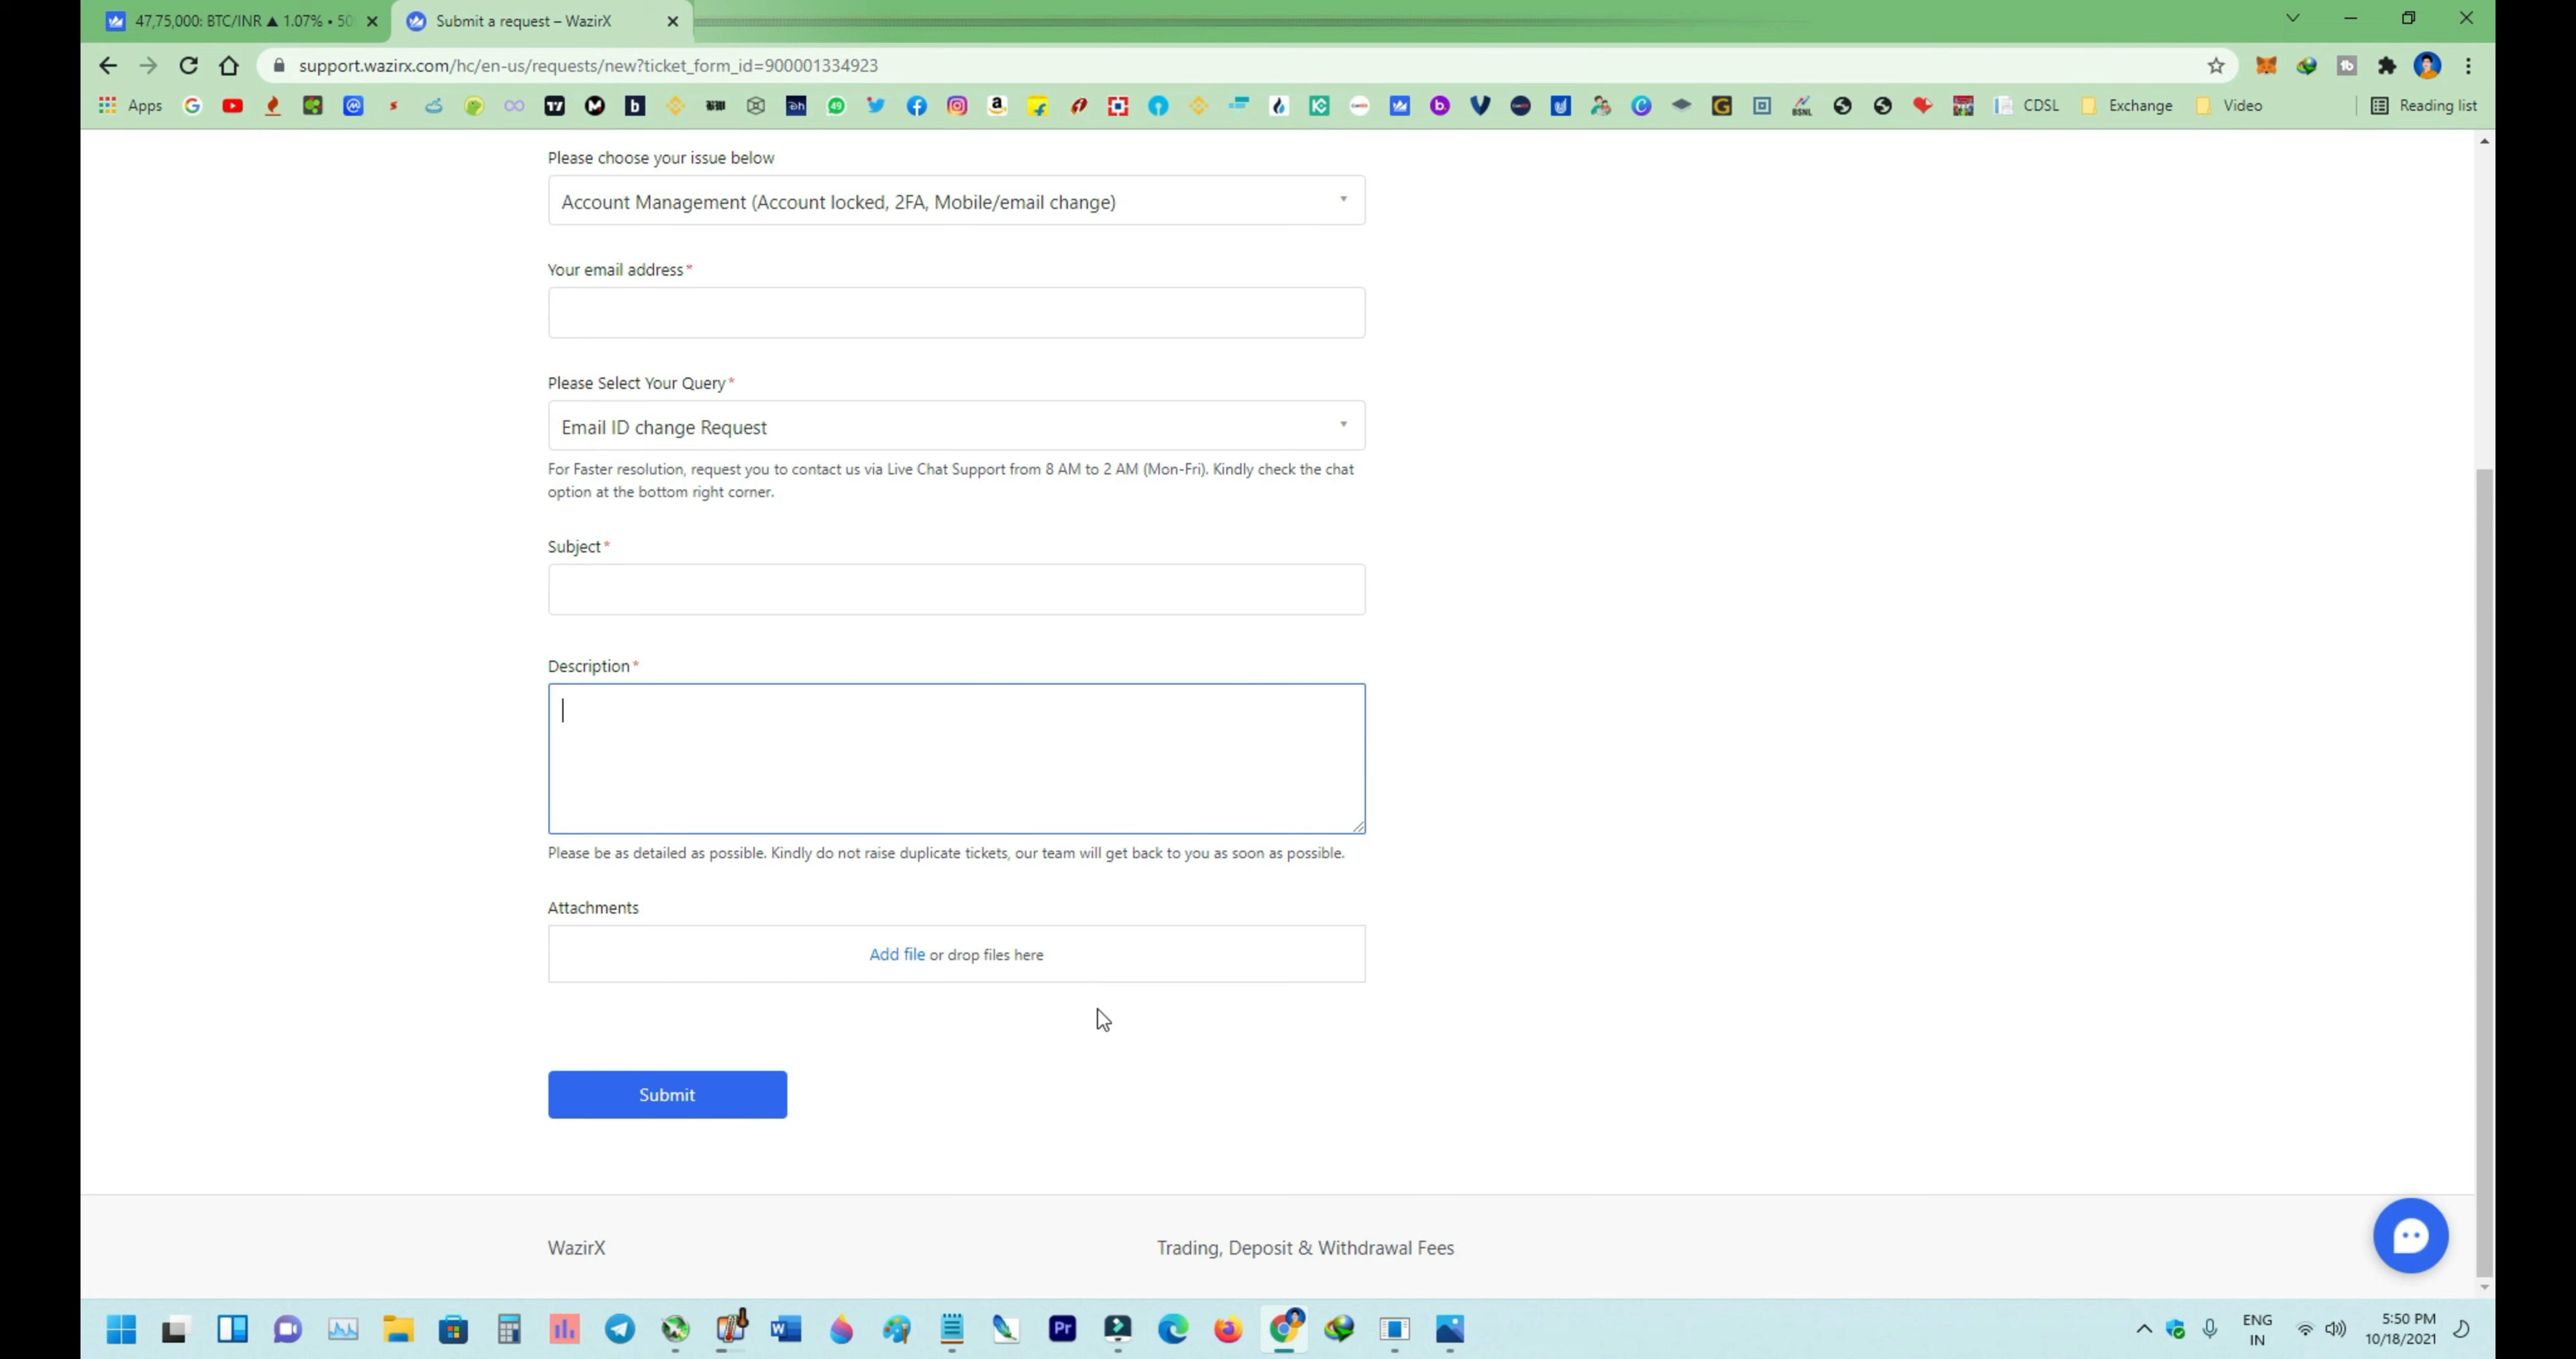 47,75,000: BTC/INR ▲ 1.07% • 50
Submit a request – WazirX
support.wazirx.com/hc/en-us/requests/new?ticket_form_id=900001334923
Apps
CDSL
Exchange
Video
Reading list
Please choose your issue below
Account Management (Account locked, 2FA, Mobile/email change)
Your email address*
Please Select Your Query*
Email ID change Request
For Faster resolution, request you to contact us via Live Chat Support from 8 AM to 2 AM (Mon-Fri). Kindly check the chat
option at the bottom right corner.
Subject*
Description*
Please be as detailed as possible. Kindly do not raise duplicate tickets, our team will get back to you as soon as possible.
Attachments
Add file or drop files here
Submit
WazirX
Trading, Deposit & Withdrawal Fees
ENG
IN
5:50 PM
10/18/2021